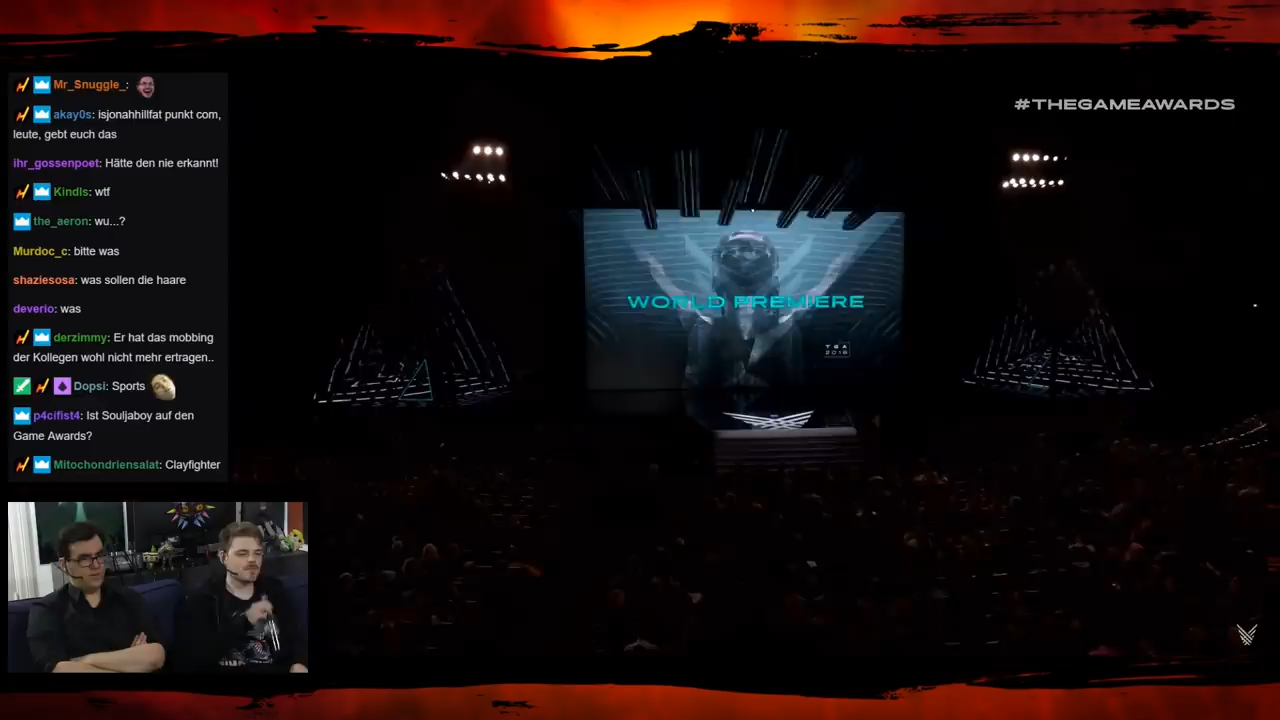 #THEGAMEAWARDS
Mr_Snuggle_:
akay0s: isjonahhillfat punkt com,
leute, gebt euch das
ihr_gossenpoet: Hätte den nie erkannt!
Kindls: wtf
the_aeron: wu...?
Murdoc_c: bitte was
shaziesosa: was sollen die haare
deverio: was
derzimmy: Er hat das mobbing
der Kollegen wohl nicht mehr ertragen..
Dopsi: Sports
p4cifist4: Ist Souljaboy auf den
Game Awards?
Mitochondriensalat: Clayfighter
WORLD PREMIERE
TGA
2018